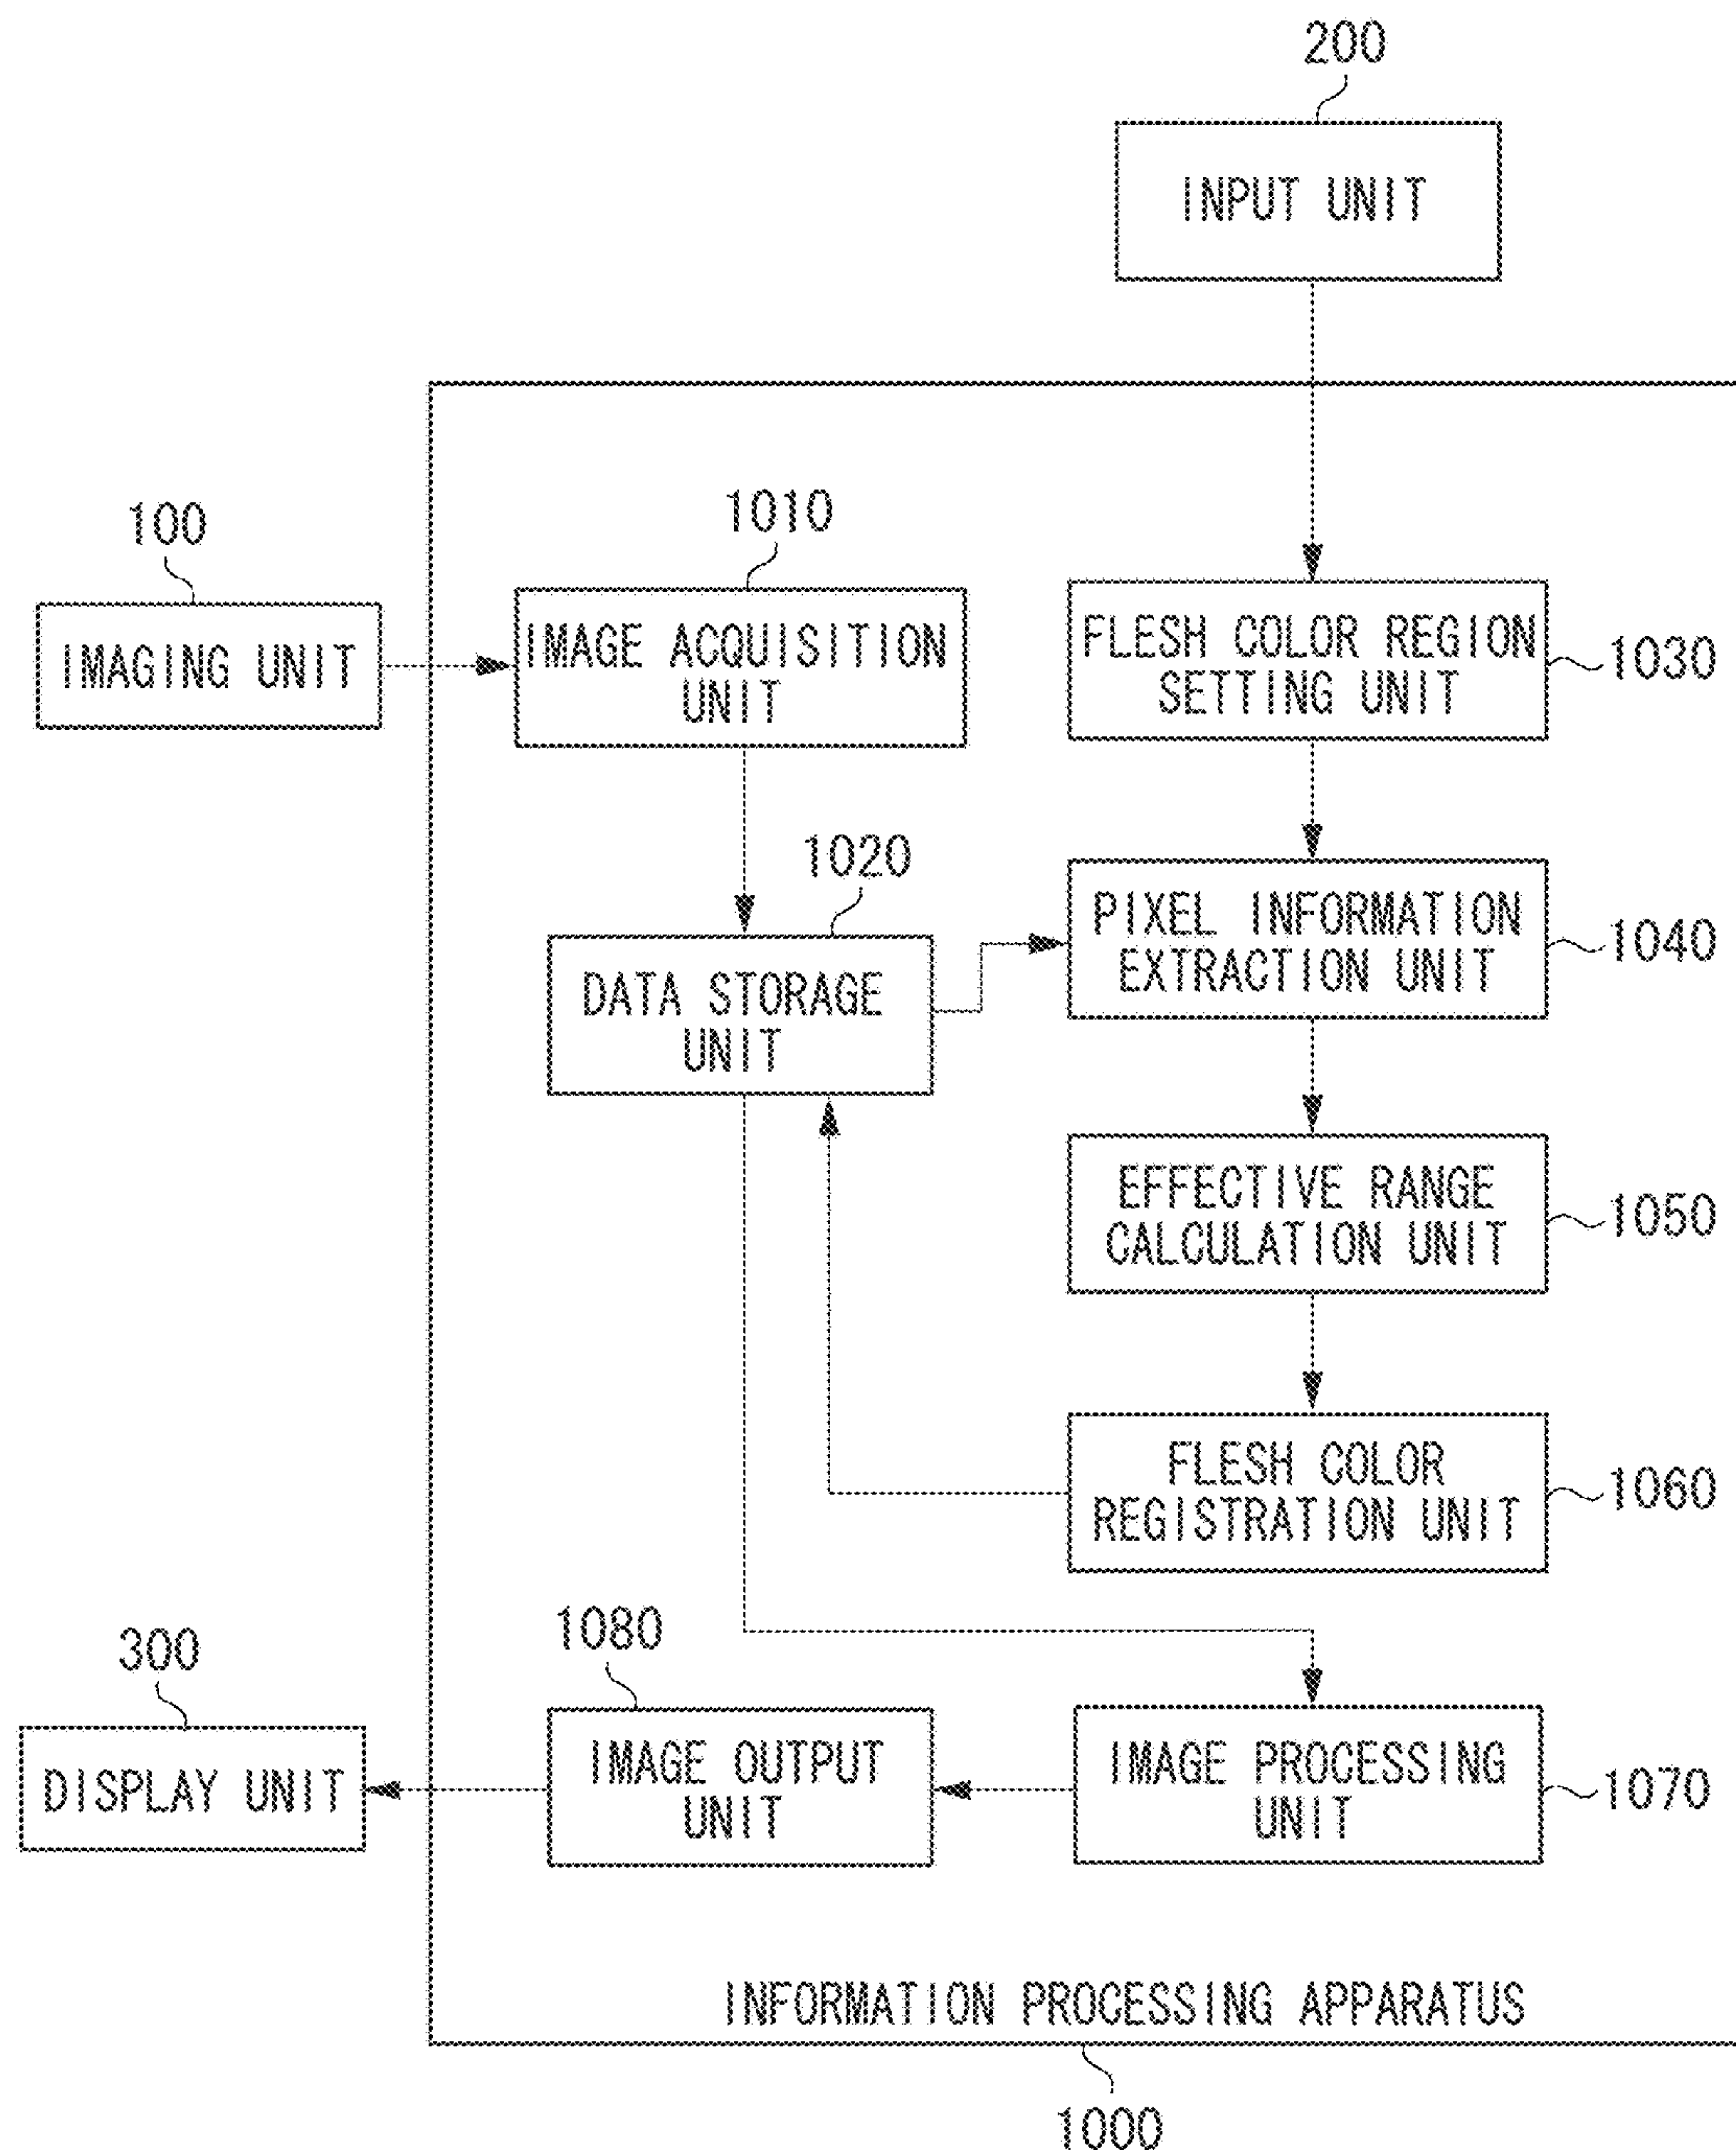 200
INPUT UNIT
100
IMAGING UNIT
1010
IMAGE ACQUISITION
UNIT
FLESH COLOR REGION
SETTING UNIT
1030
1020
DATA STORAGE
UNIT
PIXEL INFORMATION
EXTRACTION UNIT
1040
EFFECTIVE RANGE
CALCULATION UNIT
1050
FLESH COLOR
REGISTRATION UNIT
1060
300
DISPLAY UNIT
1080
IMAGE OUTPUT
UNIT
IMAGE PROCESSING
UNIT
1070
INFORMATION PROCESSING APPARATUS
1000